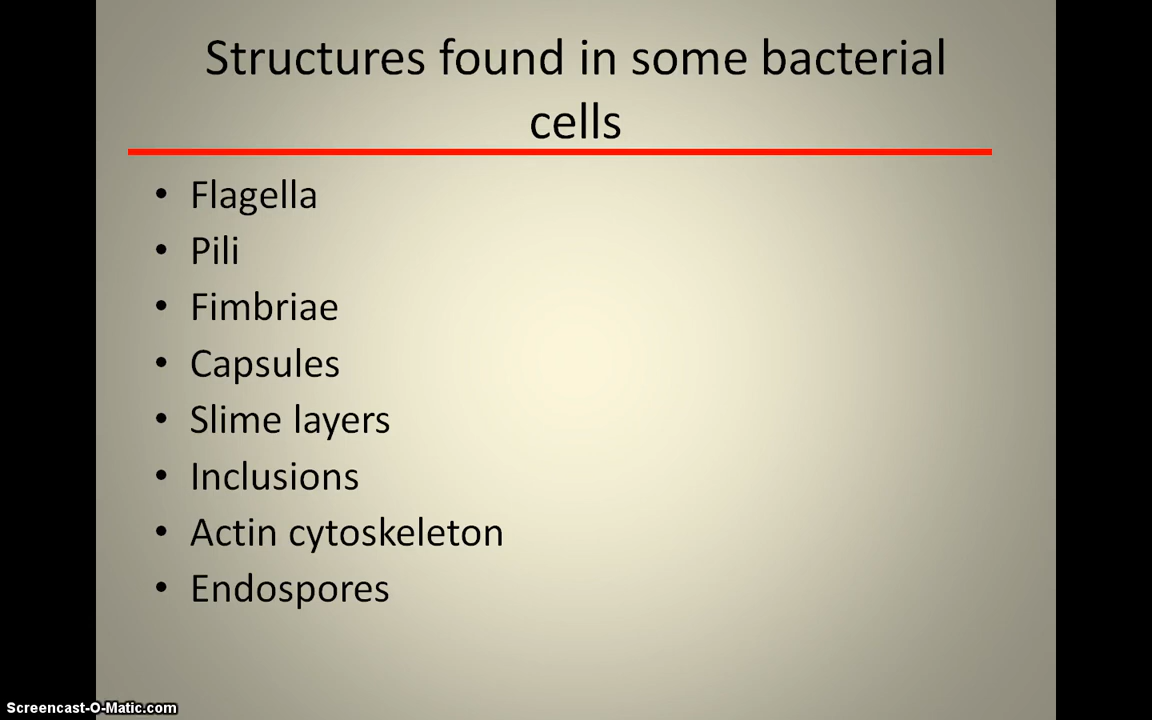 Structures found in some bacterial
cells
• Flagella
• Pili
• Fimbriae
• Capsules
• Slime layers
• Inclusions
• Actin cytoskeleton
• Endospores
Screencast-O-Matic.com